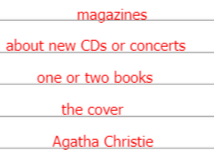 magazines
about new CDs or concerts
one or two books
the cover
Agatha Christie